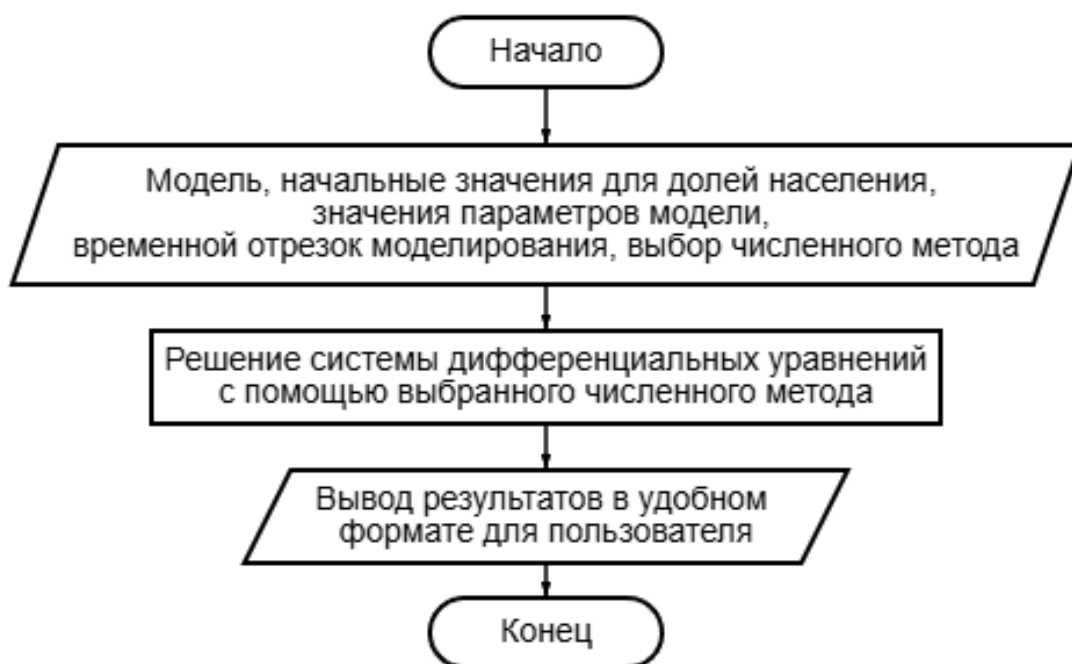 Начало
Модель, начальные значения для долей населения,
значения параметров модели,
временной отрезок моделирования, выбор численного метода
Решение системы дифференциальных уравнений
с помощью выбранного численного метода
Вывод результатов в удобном
формате для пользователя
Конец